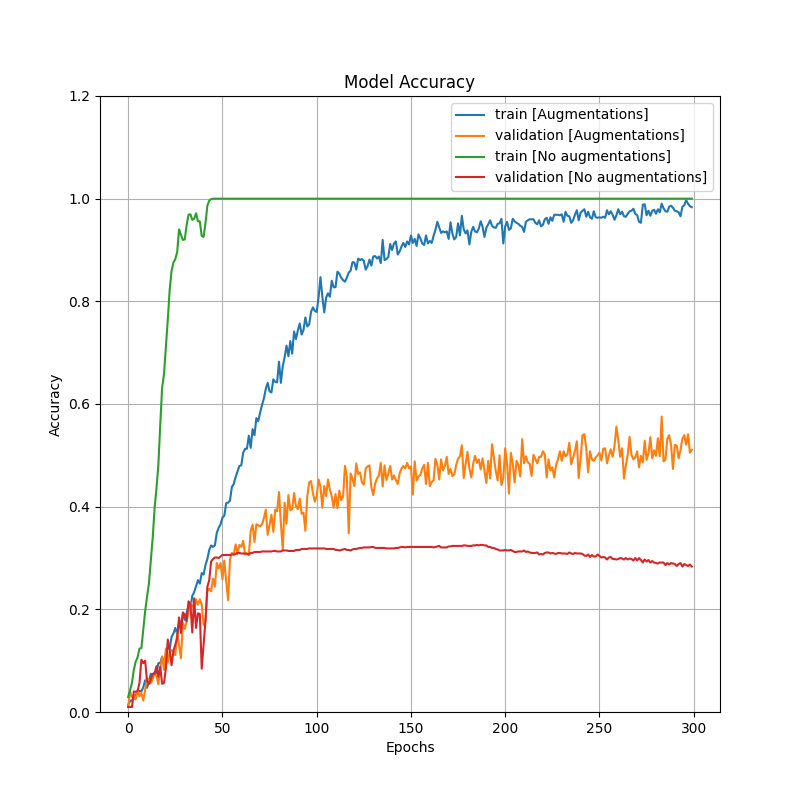 Model Accuracy
1.2
1.0
0.8
0.6
0.4
0.2
0.0
Accuracy
train [Augmentations]
validation [Augmentations]
train [No augmentations]
validation [No augmentations]
0 50 100 150 200 250 300
Epochs